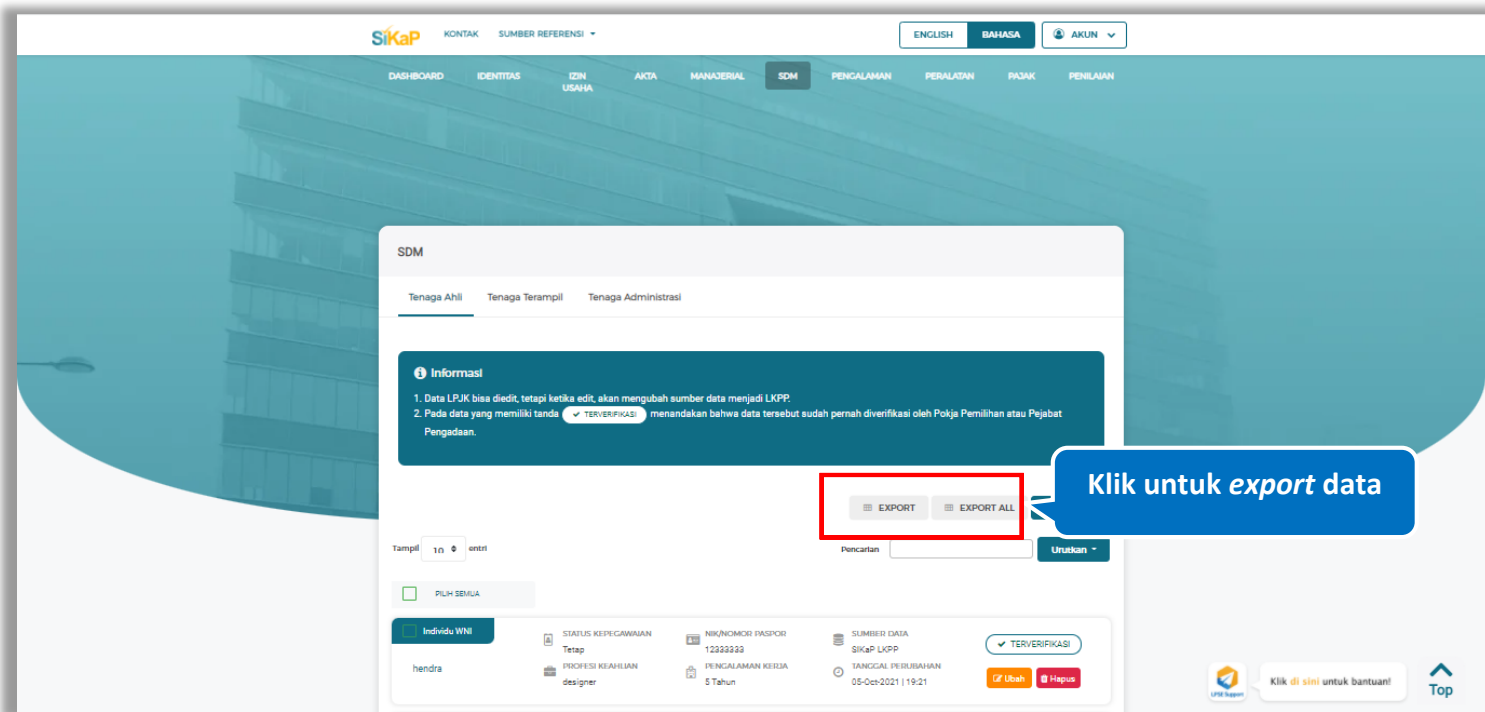 SiKaP KONTAK SUMBER REFERENSI ENGLISH BAHASA AKUN
DASHBOARD IDENTITAS IZIN USAHA AKTA MANAJERIAL SDM PENGALAMAN PERALATAN PAJAK PENILAIAN
SDM
Tenaga Ahli Tenaga Terampil Tenaga Administrasi
Informasi
1. Data LPJK bisa diedit, tetapi ketika edit, akan mengubah sumber data menjadi LKPP.
2. Pada data yang memiliki tanda TERVERIFIKASI menandakan bahwa data tersebut sudah pernah diverifikasi oleh Pokja Pemilihan atau Pejabat
Pengadaan.
Klik untuk export data
EXPORT EXPORT ALL
Tampil 10 entri Pencarian Urutkan
PILIH SEMUA
Individu WNI
hendra
STATUS KEPEGAWAIAN
Tetap
PROFESI KEAHLIAN
designer
NIK/NOMOR PASPOR
12333333
PENGALAMAN KERJA
5 Tahun
SUMBER DATA
SIKaP LKPP
TANGGAL PERUBAHAN
05-Oct-2021 | 19:21
TERVERIFIKASI
Ubah Hapus
LPSE Support
Klik di sini untuk bantuan!
Top